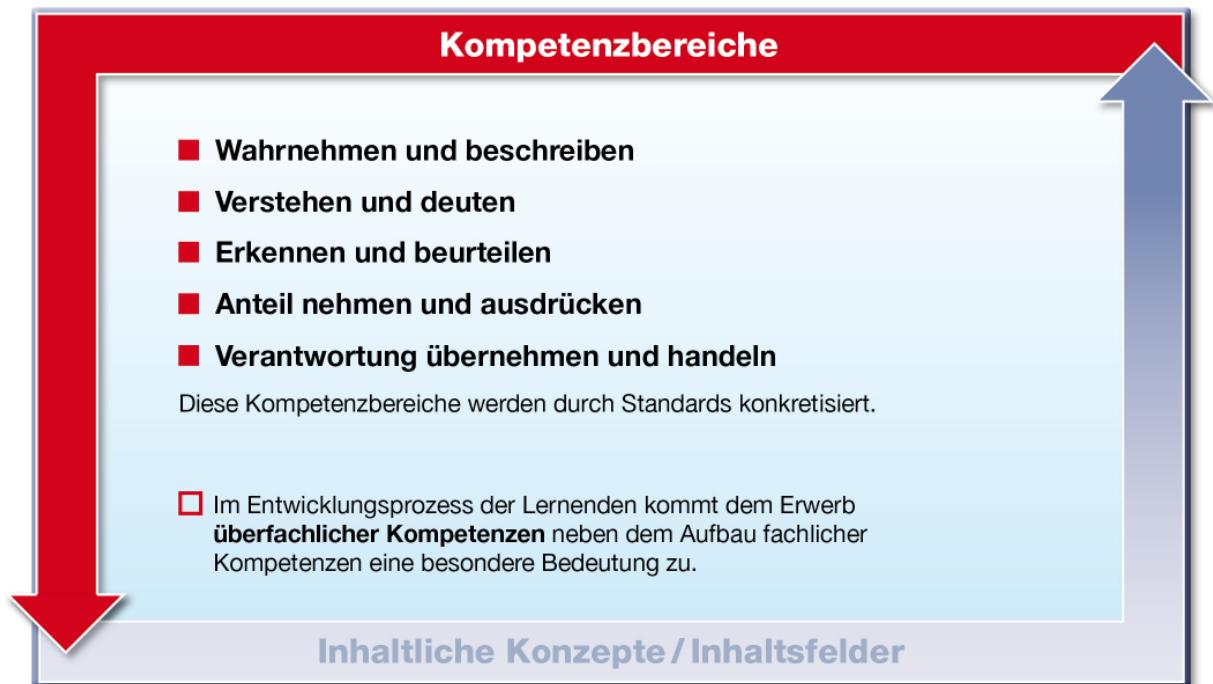 Kompetenzbereiche
Wahrnehmen und beschreiben
Verstehen und deuten
Erkennen und beurteilen
Anteil nehmen und ausdrücken
Verantwortung übernehmen und handeln
Diese Kompetenzbereiche werden durch Standards konkretisiert.
Im Entwicklungsprozess der Lernenden kommt dem Erwerb
überfachlicher Kompetenzen neben dem Aufbau fachlicher
Kompetenzen eine besondere Bedeutung zu.
Inhaltliche Konzepte / Inhaltsfelder